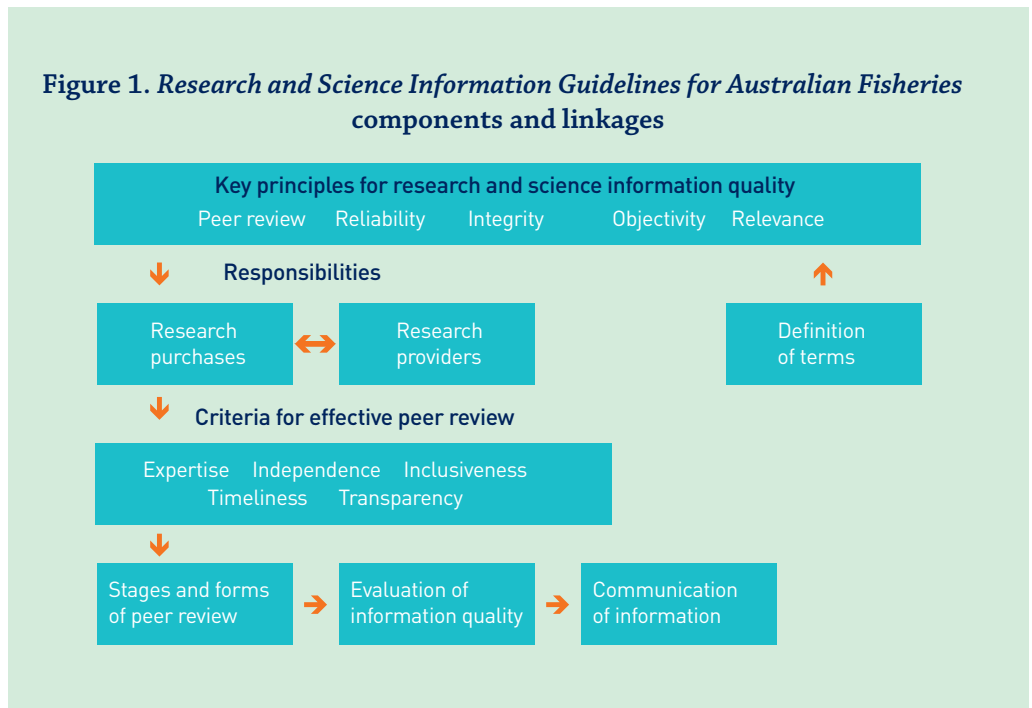 Figure 1. Research and Science Information Guidelines for Australian Fisheries
components and linkages
Key principles for research and science information quality
Peer review Reliability Integrity Objectivity Relevance
Responsibilities
Research
purchases
Research
providers
Definition
of terms
Criteria for effective peer review
Expertise Independence Inclusiveness
Timeliness Transparency
Stages and forms
of peer review
Evaluation of
information quality
Communication
of information